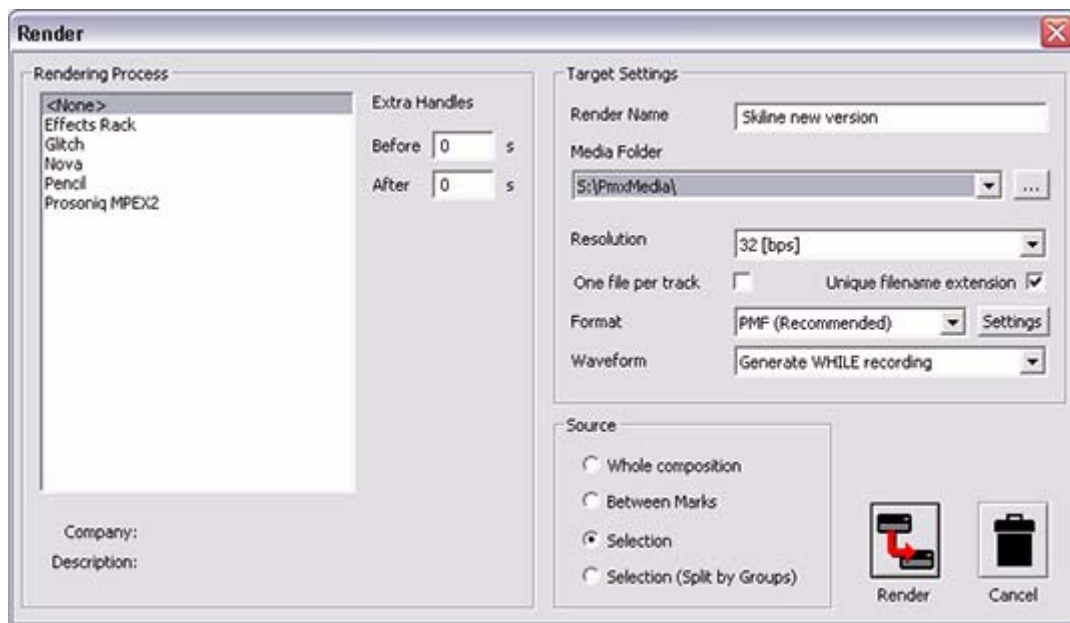 Render
Rendering Process
<None>
Effects Rack
Glitch
Nova
Pencil
Prosoniq MPEX2
Extra Handles
Before 0 s
After 0 s
Company:
Description:
Target Settings
Render Name Skiline new version
Media Folder
S:\PmxMedia\ ...
Resolution 32 [bps]
One file per track Unique filename extension
Format PMF (Recommended) Settings
Waveform Generate WHILE recording
Source
Whole composition
Between Marks
Selection
Selection (Split by Groups)
Render Cancel